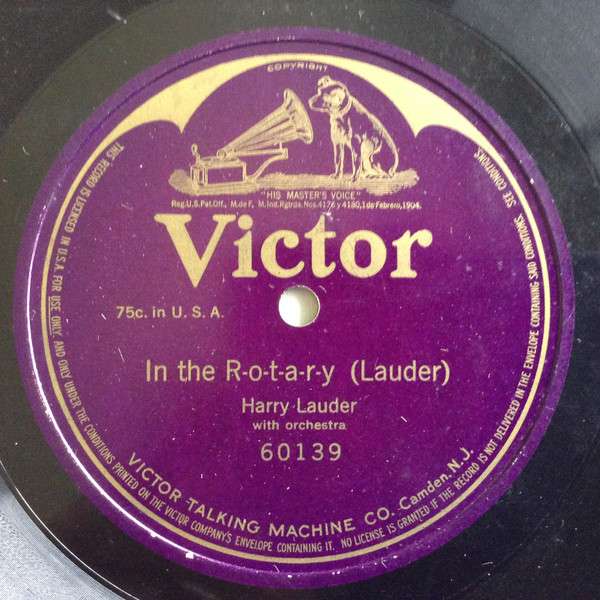 COPYRIGHT
"HIS MASTER'S VOICE"
Reg.U.S.Pat.Off., M.de F., M.Ind.Rgtrda.Nos.4176 y 4180,1 de Febrero,1904.
Victor
75c. in U. S. A.
In the R-o-t-a-r-y (Lauder)
Harry Lauder
with orchestra
60139
VICTOR TALKING MACHINE CO. Camden.N.J.
THIS RECORD IS LICENSED IN U.S.A. FOR USE ONLY, AND ONLY UNDER THE CONDITIONS PRINTED ON THE VICTOR COMPANY'S ENVELOPE CONTAINING IT. NO LICENSE IS GRANTED IF THE RECORD IS NOT DELIVERED IN THE ENVELOPE CONTAINING SAID CONDITIONS. SEE CONDITIONS.